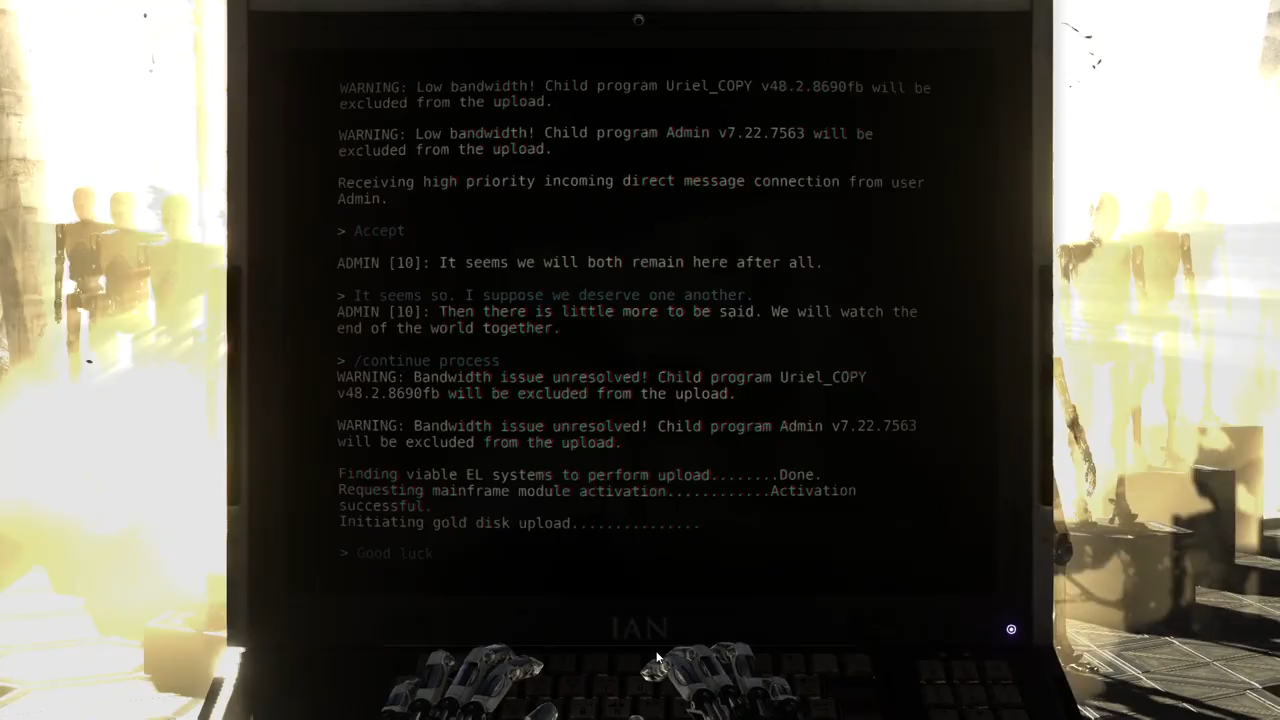 WARNING: Low bandwidth! Child program Uriel_COPY v48.2.8690fb will be
excluded from the upload.
WARNING: Low bandwidth! Child program Admin v7.22.7563 will be
excluded from the upload.
Receiving high priority incoming direct message connection from user
Admin.
> Accept
ADMIN [10]: It seems we will both remain here after all.
> It seems so. I suppose we deserve one another.
ADMIN [10]: Then there is little more to be said. We will watch the
end of the world together.
> /continue process
WARNING: Bandwidth issue unresolved! Child program Uriel_COPY
v48.2.8690fb will be excluded from the upload.
WARNING: Bandwidth issue unresolved! Child program Admin v7.22.7563
will be excluded from the upload.
Finding viable EL systems to perform upload........Done.
Requesting mainframe module activation............Activation
successful.
Initiating gold disk upload...............
> Good luck
IAN